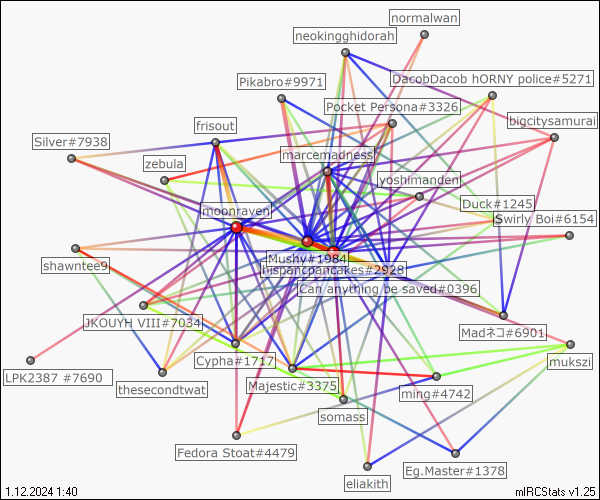 normalwan
neokingghidorah
DacobDacob hORNY police#5271
Pikabro#9971
Pocket Persona#3326
bigcitysamurai
frisout
Silver#7938
marcemadness
zebula
yoshimanden
Duck#1245
moonraven
Swirly Boi#6154
Mushy#1984
shawntee9
hispancpancakes#2928
Can anything be saved#0396
JKOUYH VIII#7034
Madネコ#6901
Cypha#1717
mukszi
LPK2387 #7690
thesecondtwat
Majestic#3375
ming#4742
somass
Fedora Stoat#4479
Eg.Master#1378
eliakith
1.12.2024 1:40
mIRCStats v1.25